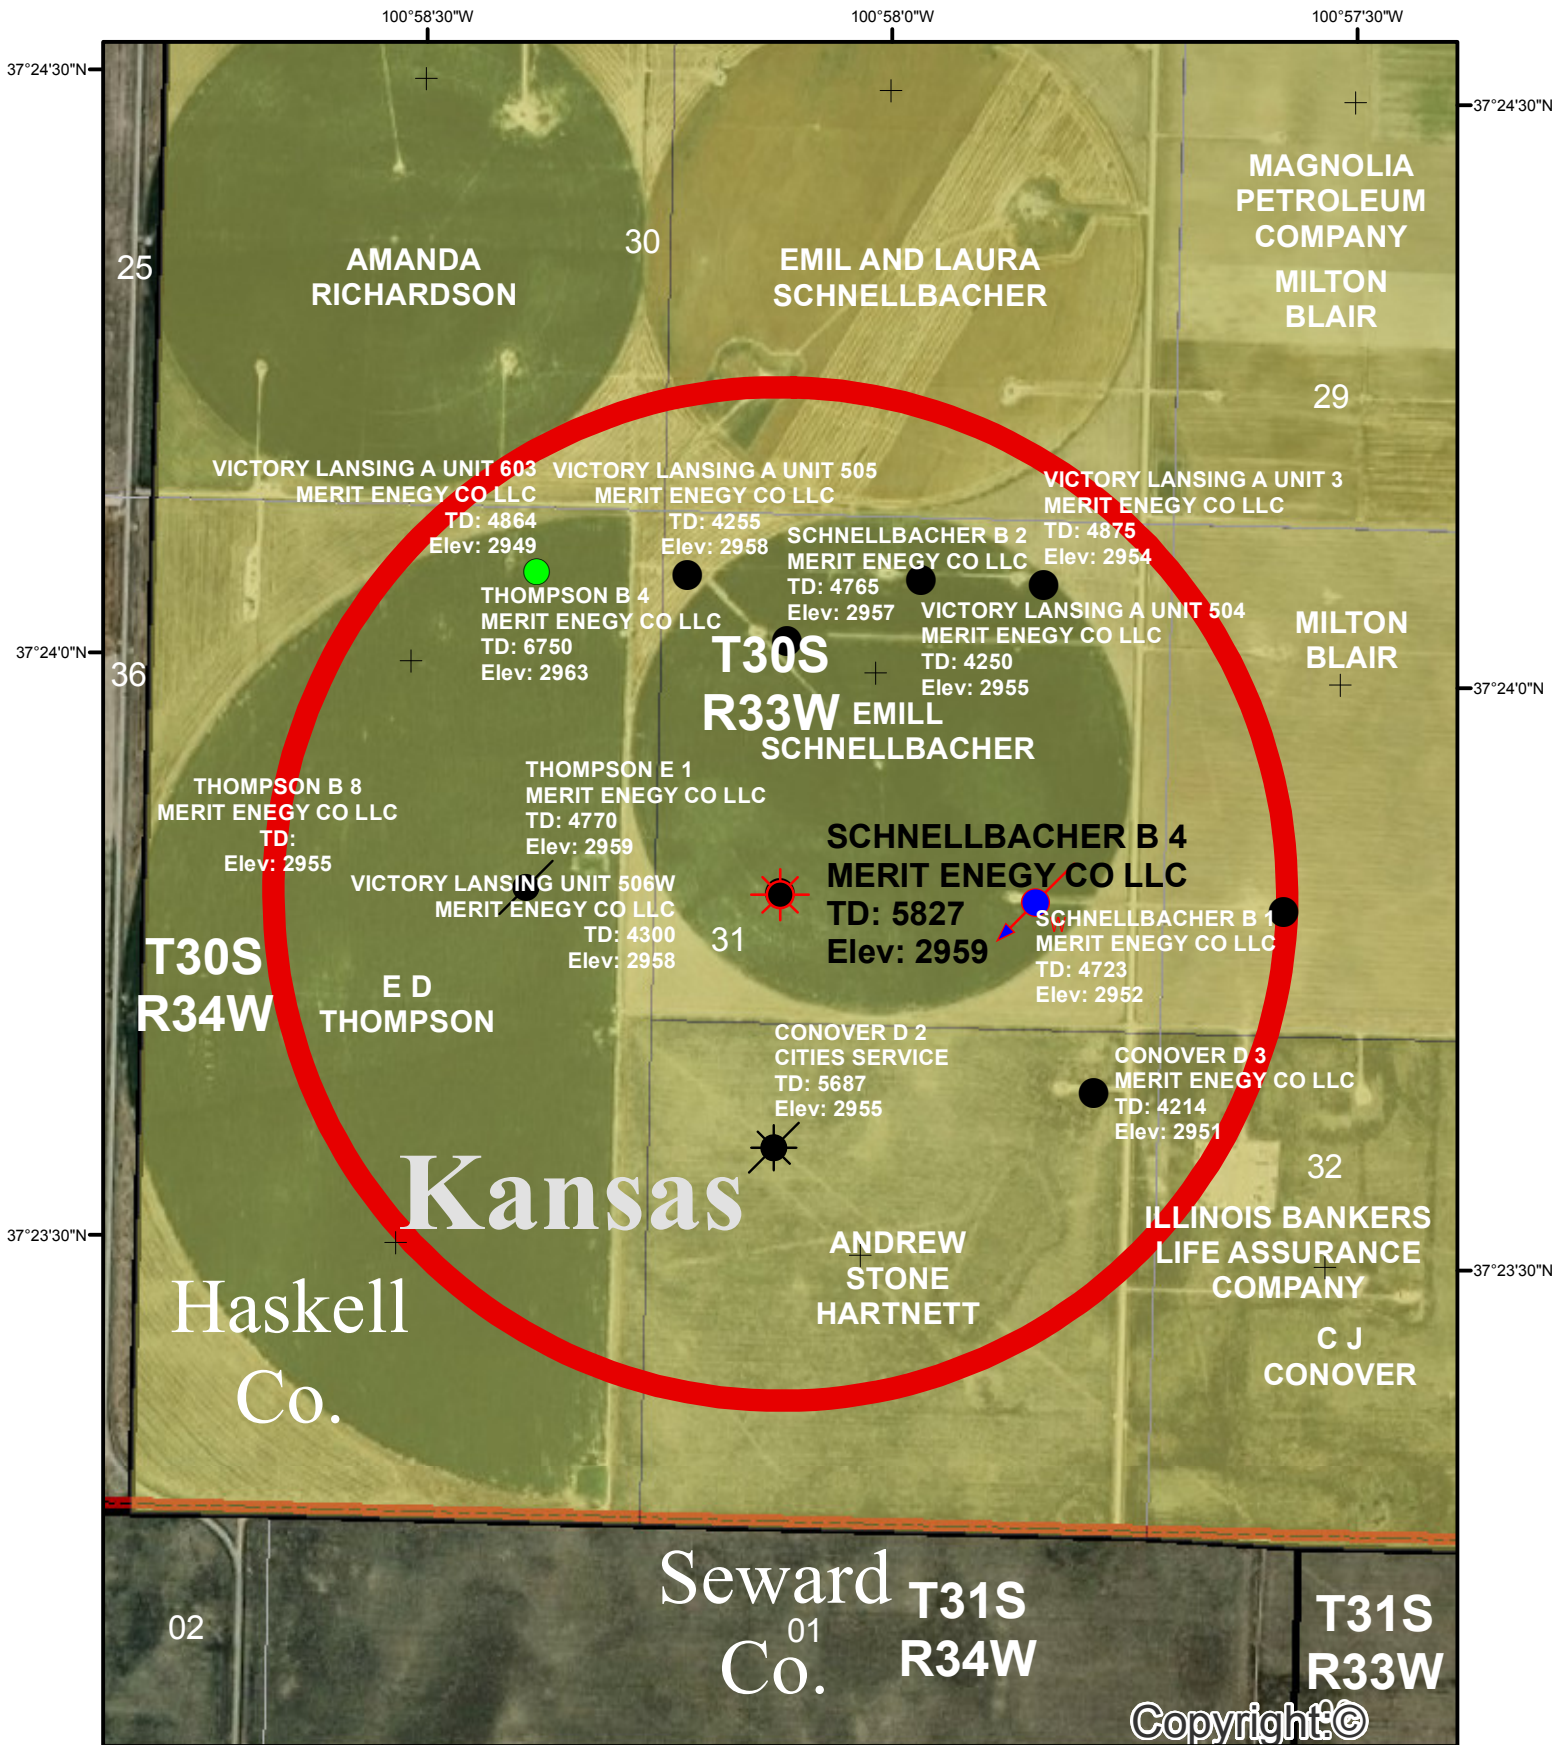 100°58'30"W
100°58'0"W
100°57'30"W
37°24'30"N
37°24'30"N
MAGNOLIA
PETROLEUM
COMPANY
MILTON
BLAIR
30
25
AMANDA
RICHARDSON
EMIL AND LAURA
SCHNELLBACHER
29
VICTORY LANSING A UNIT 603
MERIT ENEGY CO LLC
TD: 4864
Elev: 2949
VICTORY LANSING A UNIT 505
MERIT ENEGY CO LLC
TD: 4255
Elev: 2958
VICTORY LANSING A UNIT 3
MERIT ENEGY CO LLC
TD: 4875
Elev: 2954
SCHNELLBACHER B 2
MERIT ENEGY CO LLC
TD: 4765
Elev: 2957
THOMPSON B 4
MERIT ENEGY CO LLC
TD: 6750
Elev: 2963
VICTORY LANSING A UNIT 504
MERIT ENEGY CO LLC
TD: 4250
Elev: 2955
MILTON
BLAIR
37°24'0"N
37°24'0"N
36
T30S
R33W
EMILL
SCHNELLBACHER
THOMPSON B 8
MERIT ENEGY CO LLC
TD:
Elev: 2955
THOMPSON E 1
MERIT ENEGY CO LLC
TD: 4770
Elev: 2959
SCHNELLBACHER B 4
MERIT ENEGY CO LLC
TD: 5827
Elev: 2959
VICTORY LANSING UNIT 506W
MERIT ENEGY CO LLC
TD: 4300
Elev: 2958
W
SCHNELLBACHER B 1
MERIT ENEGY CO LLC
TD: 4723
Elev: 2952
31
T30S
R34W
E D
THOMPSON
CONOVER D 2
CITIES SERVICE
TD: 5687
Elev: 2955
CONOVER D 3
MERIT ENEGY CO LLC
TD: 4214
Elev: 2951
32
Kansas
37°23'30"N
37°23'30"N
ANDREW
STONE
HARTNETT
ILLINOIS BANKERS
LIFE ASSURANCE
COMPANY
C J
CONOVER
Haskell
Co.
Seward
Co.
02
01
T31S
R34W
T31S
R33W
Copyright:©